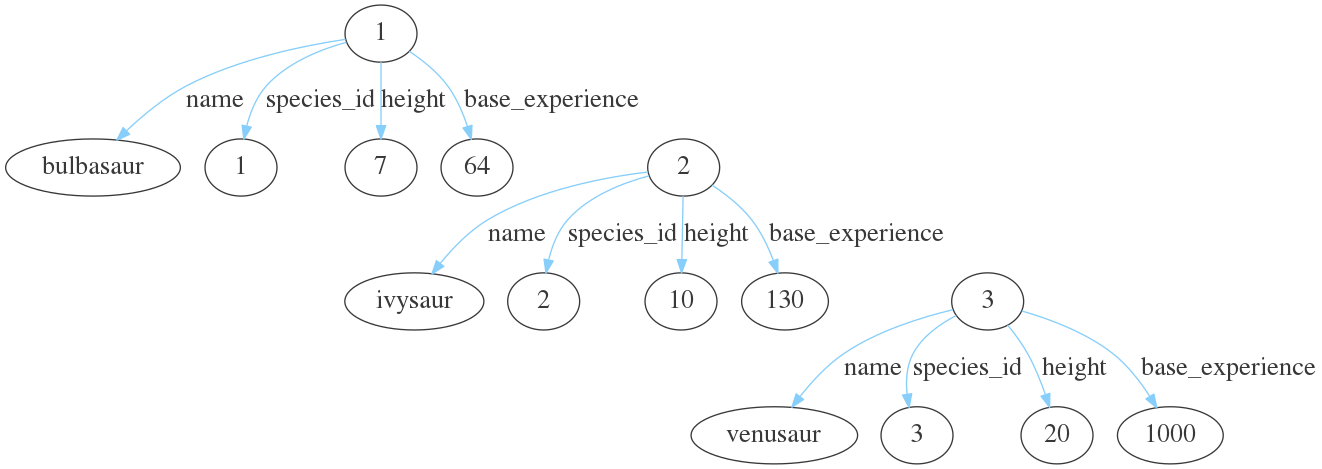 1
name species_id height base_experience
bulbasaur 1 7 64 2
name species_id height base_experience
ivysaur 2 10 130 3
name species_id height base_experience
venusaur 3 20 1000